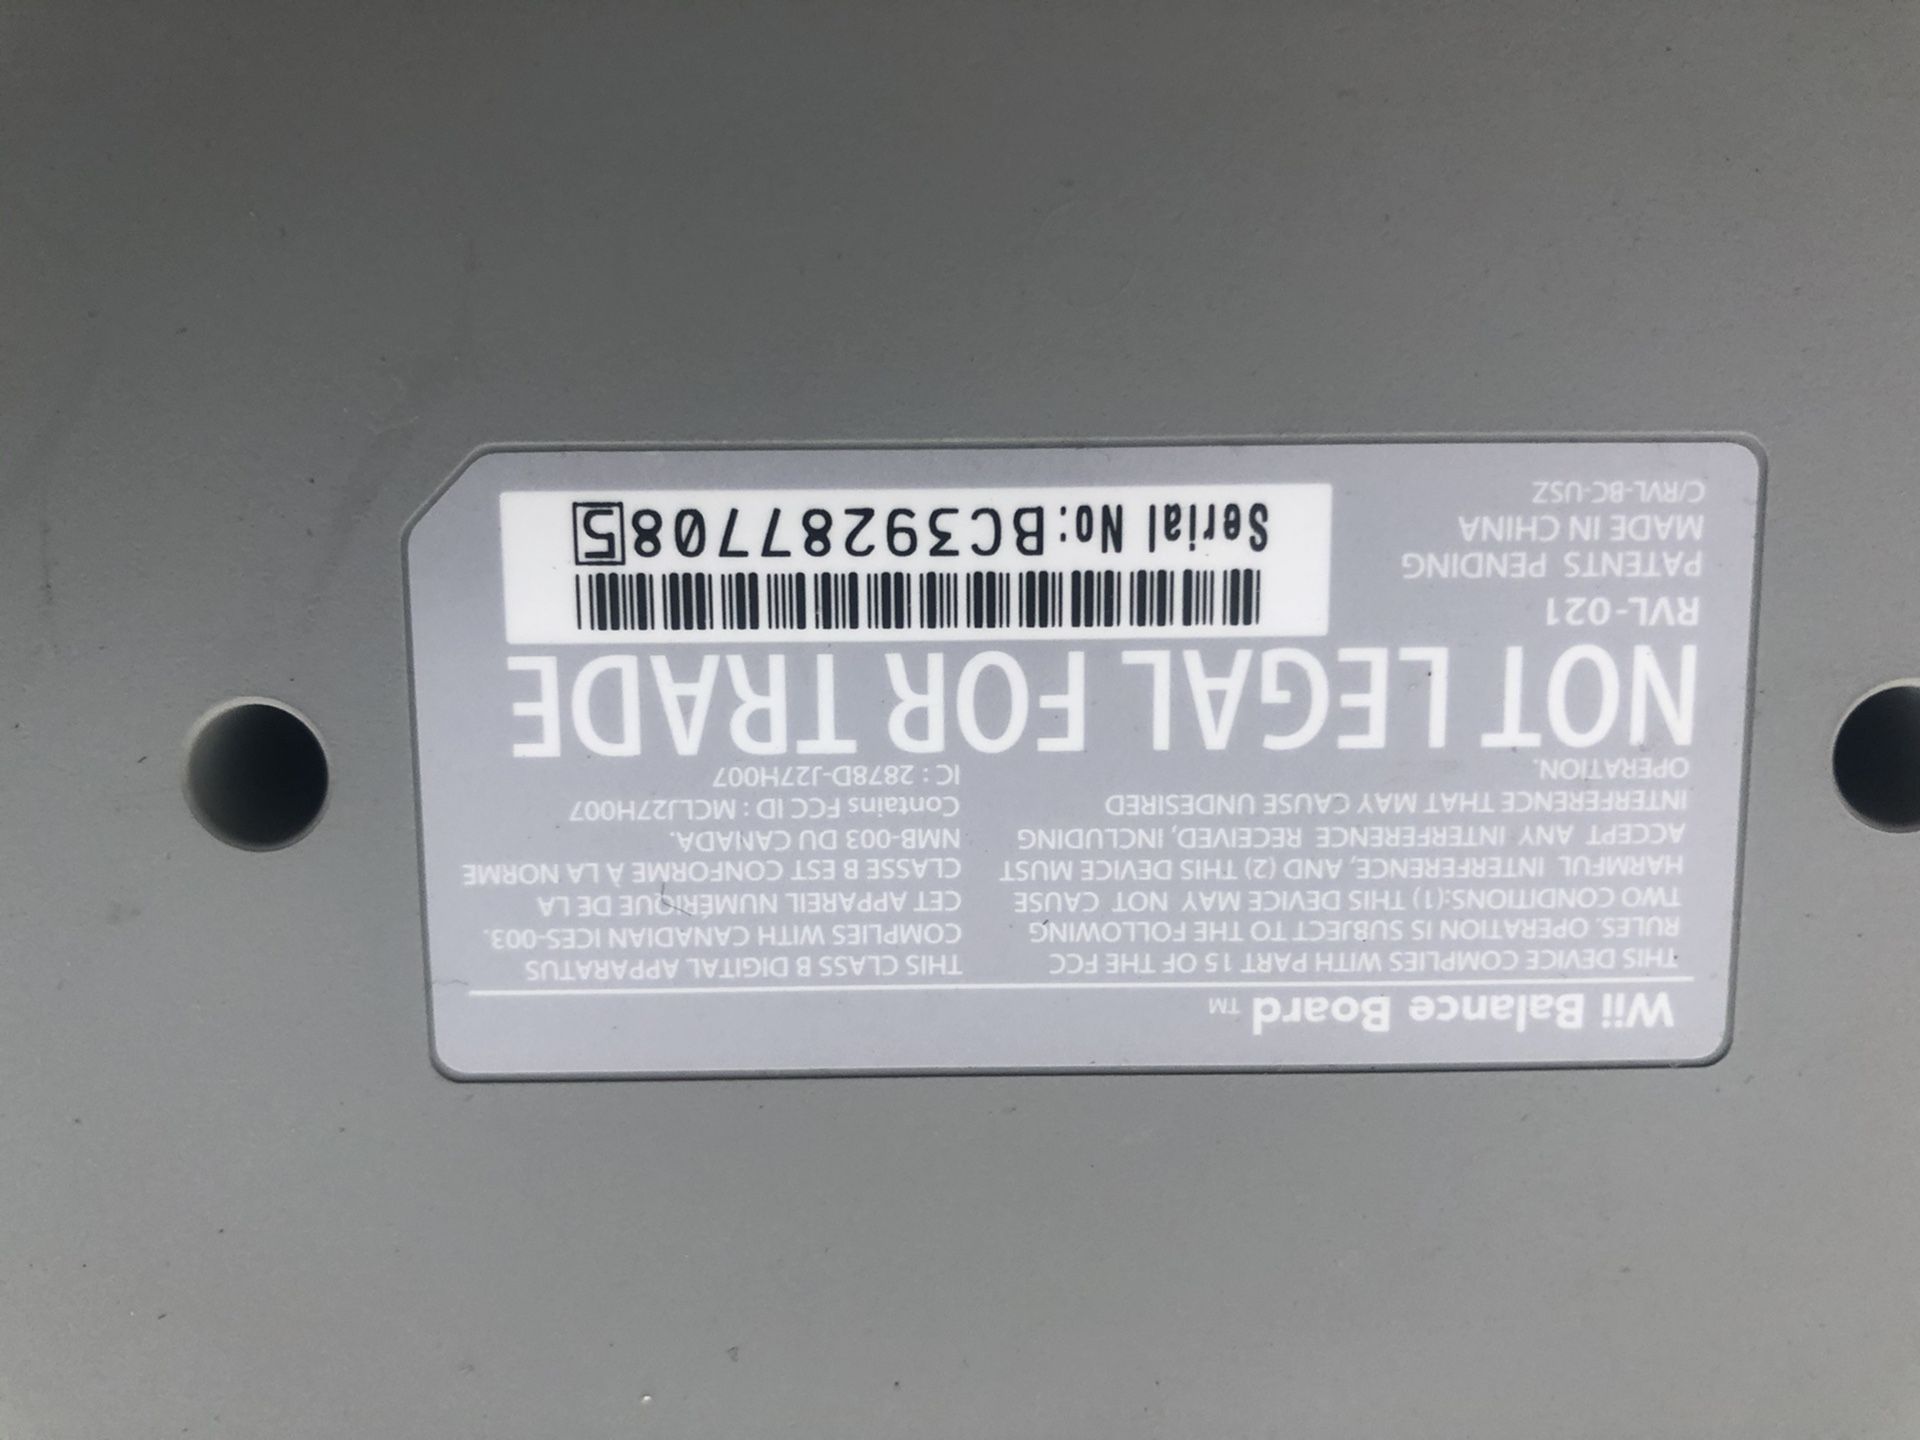 Wii Balance Board™
THIS DEVICE COMPLIES WITH PART 15 OF THE FCC
RULES. OPERATION IS SUBJECT TO THE FOLLOWING
TWO CONDITIONS:(1) THIS DEVICE MAY NOT CAUSE
HARMFUL INTERFERENCE, AND (2) THIS DEVICE MUST
ACCEPT ANY INTERFERENCE RECEIVED, INCLUDING
INTERFERENCE THAT MAY CAUSE UNDESIRED
OPERATION.
THIS CLASS B DIGITAL APPARATUS
COMPLIES WITH CANADIAN ICES-003.
CET APPAREIL NUMÉRIQUE DE LA
CLASSE B EST CONFORME À LA NORME
NMB-003 DU CANADA.
Contains FCC ID : MCLJ27H007
IC : 2878D-J27H007
NOT LEGAL FOR TRADE
RVL-021
PATENTS PENDING
MADE IN CHINA
C/RVL-BC-USZ
Serial No:BC392877085